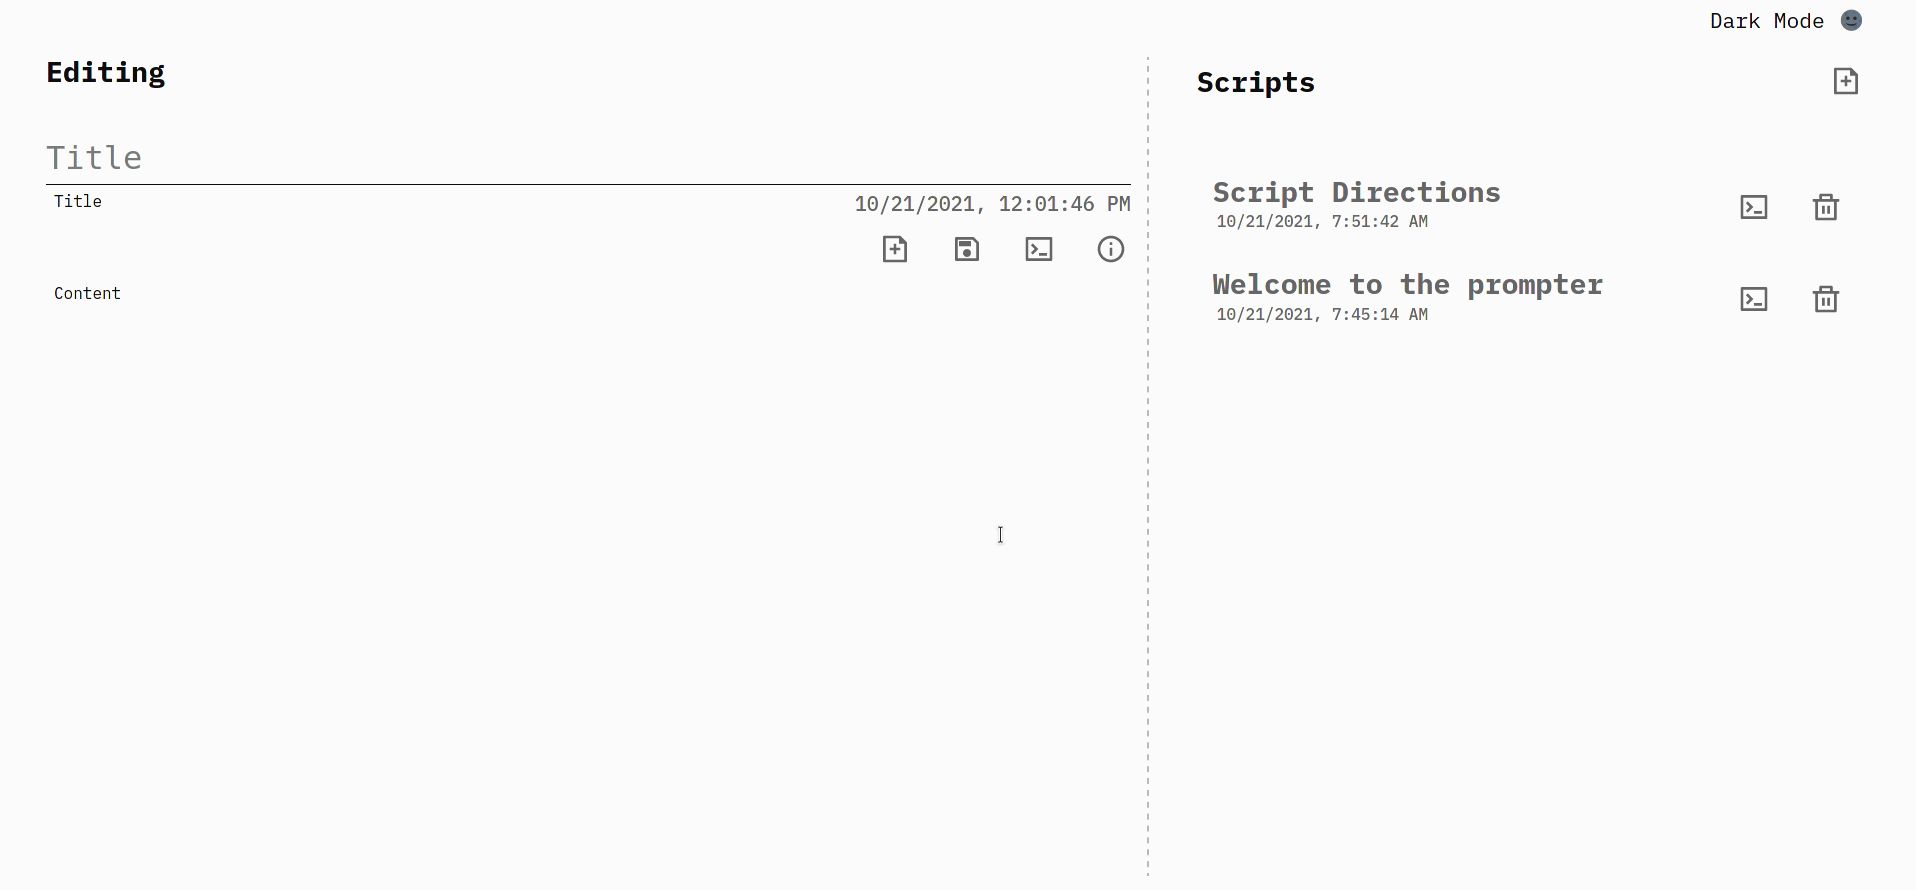 Dark Mode
Editing
Title
Title
10/21/2021, 12:01:46 PM
Content
Scripts
Script Directions
10/21/2021, 7:51:42 AM
Welcome to the prompter
10/21/2021, 7:45:14 AM